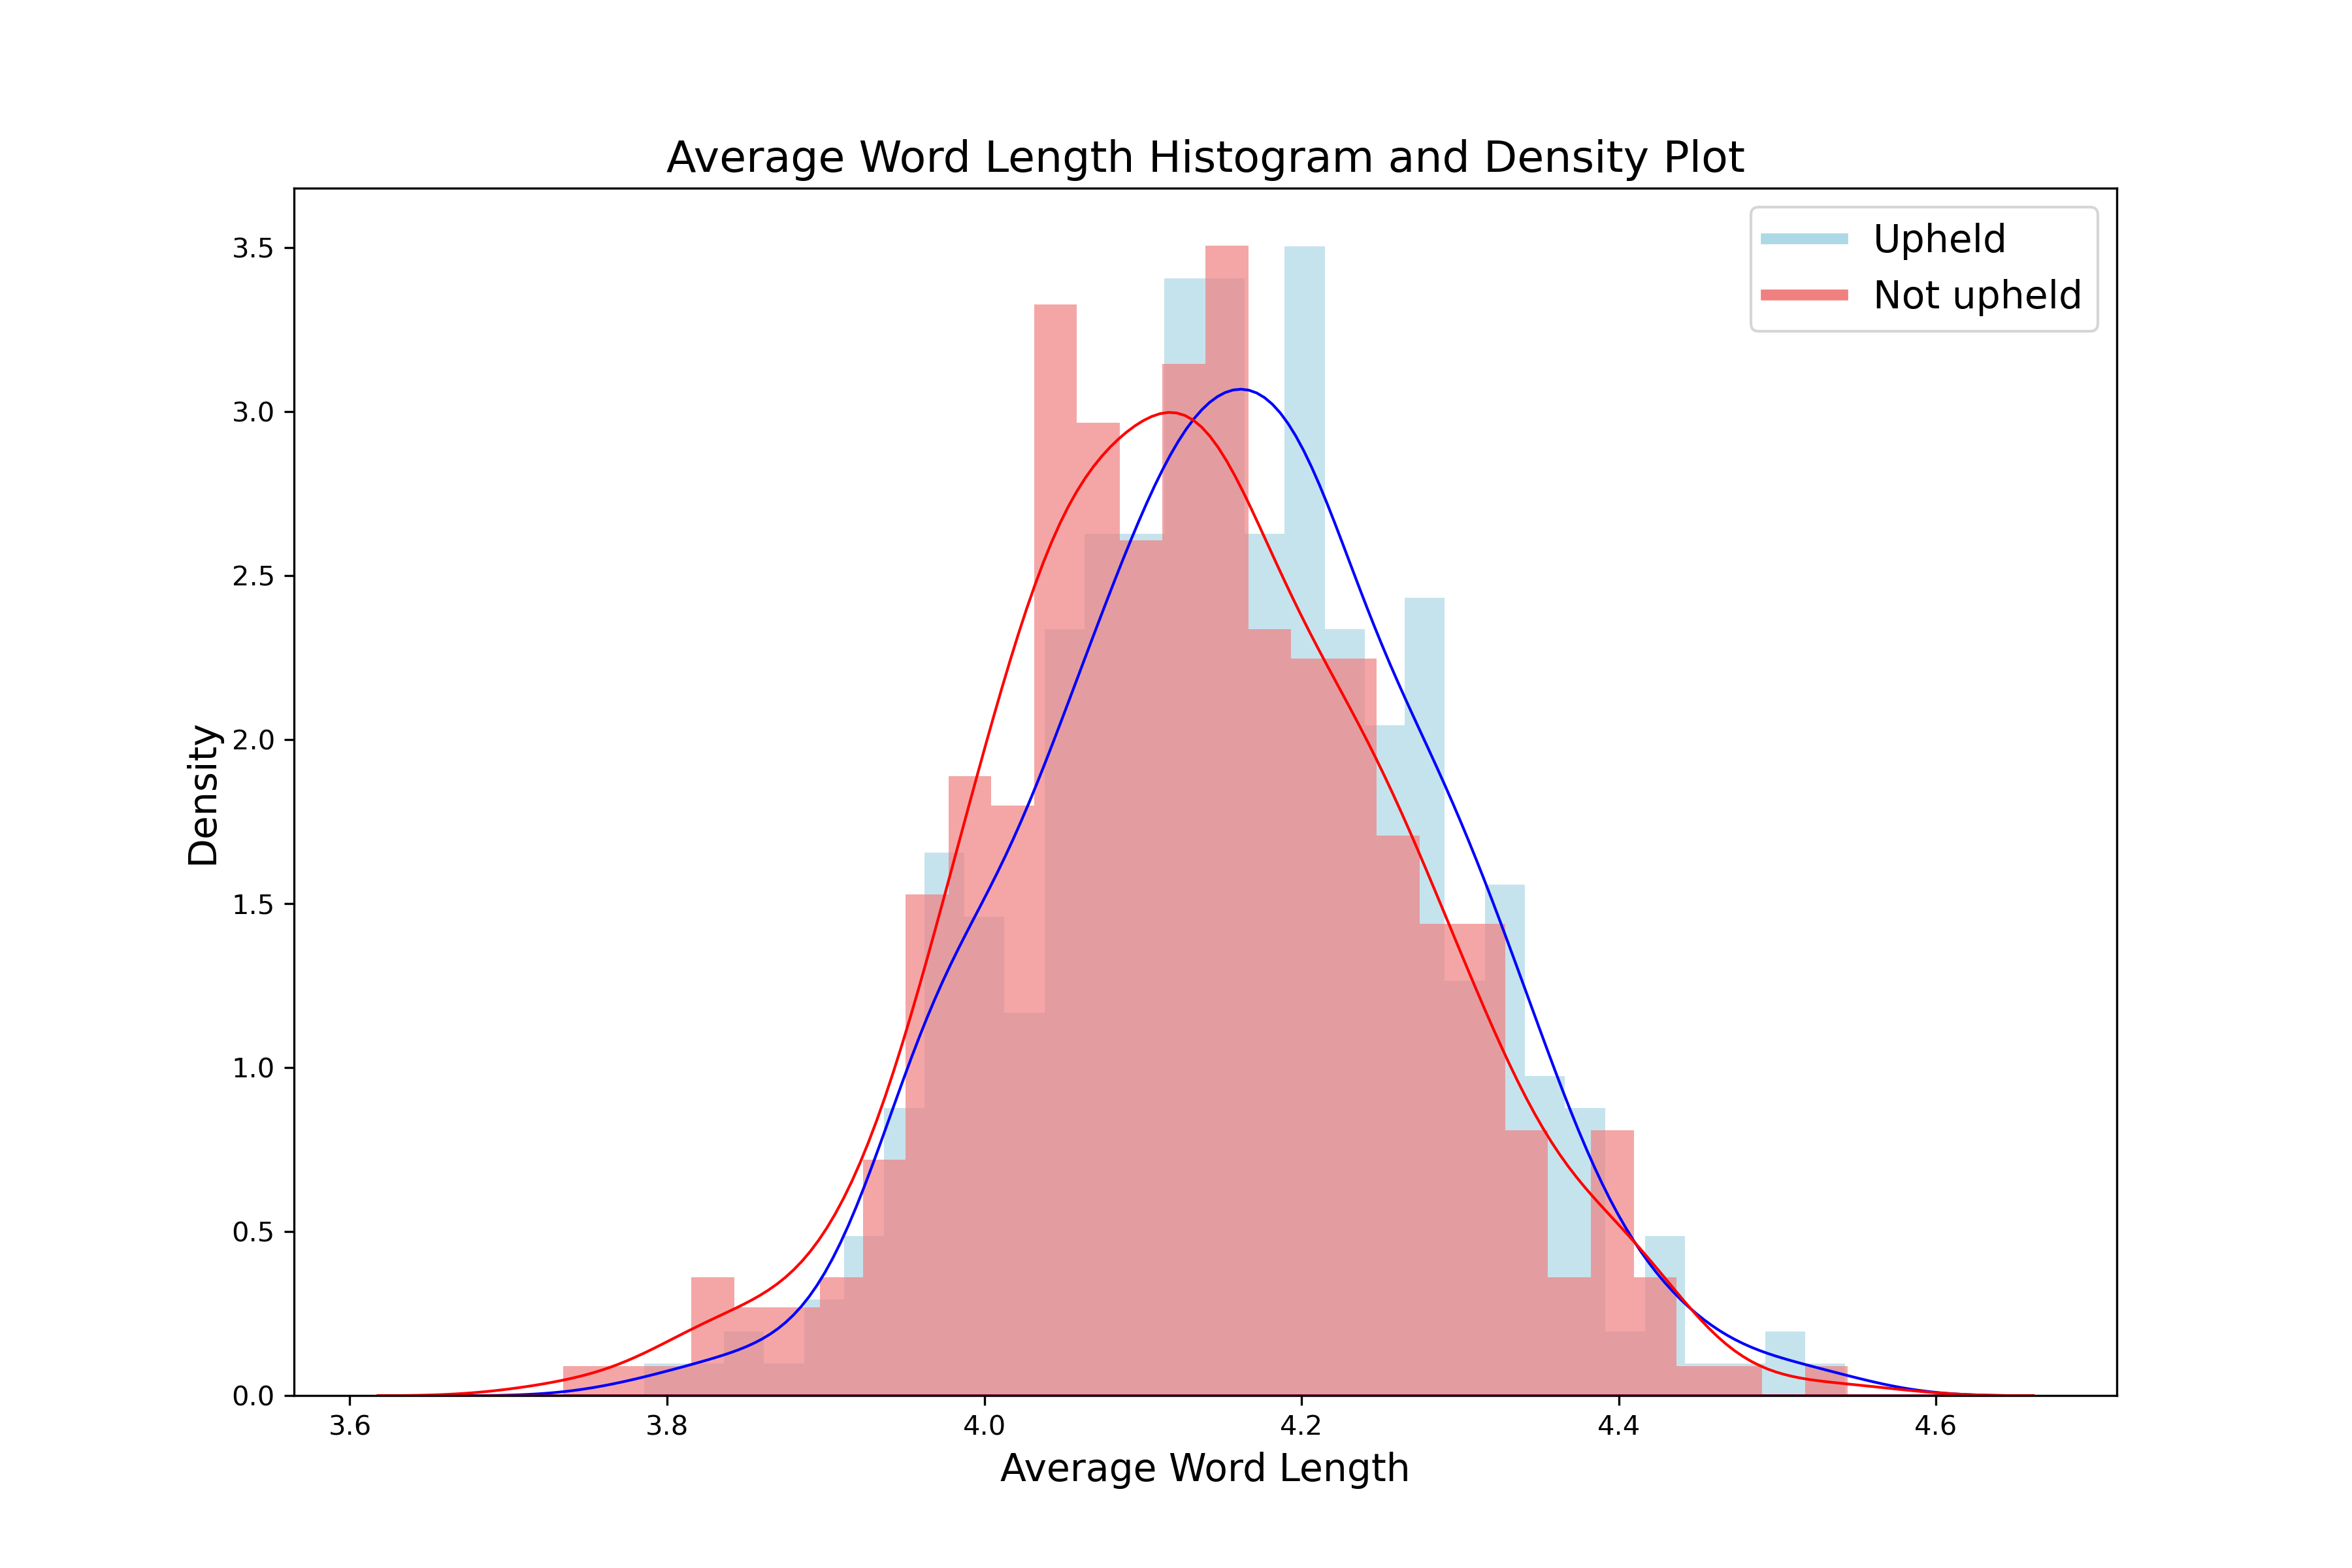 Average Word Length Histogram and Density Plot
Upheld
Not upheld
3.5
3.0
2.5
2.0
1.5
1.0
0.5
0.0
Density
3.6 3.8 4.0 4.2 4.4 4.6
Average Word Length